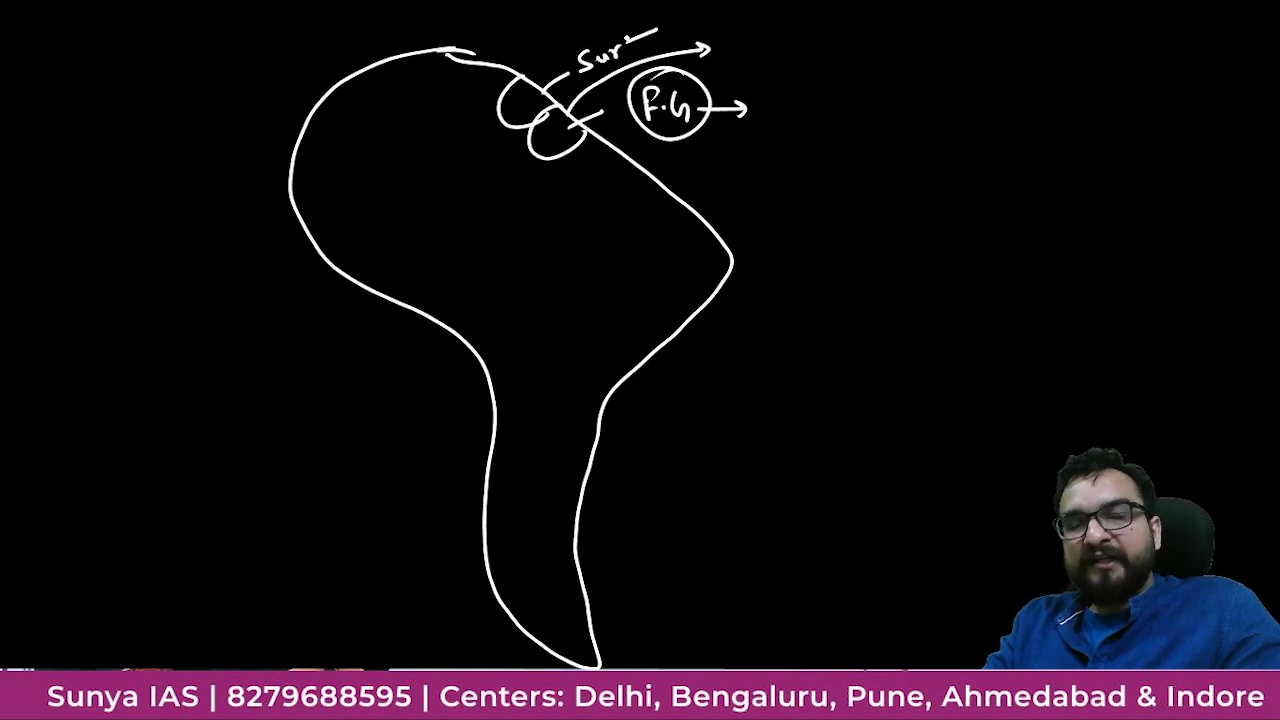 Sur
F.G
Sunya IAS | 8279688595 | Centers: Delhi, Bengaluru, Pune, Ahmedabad & Indore